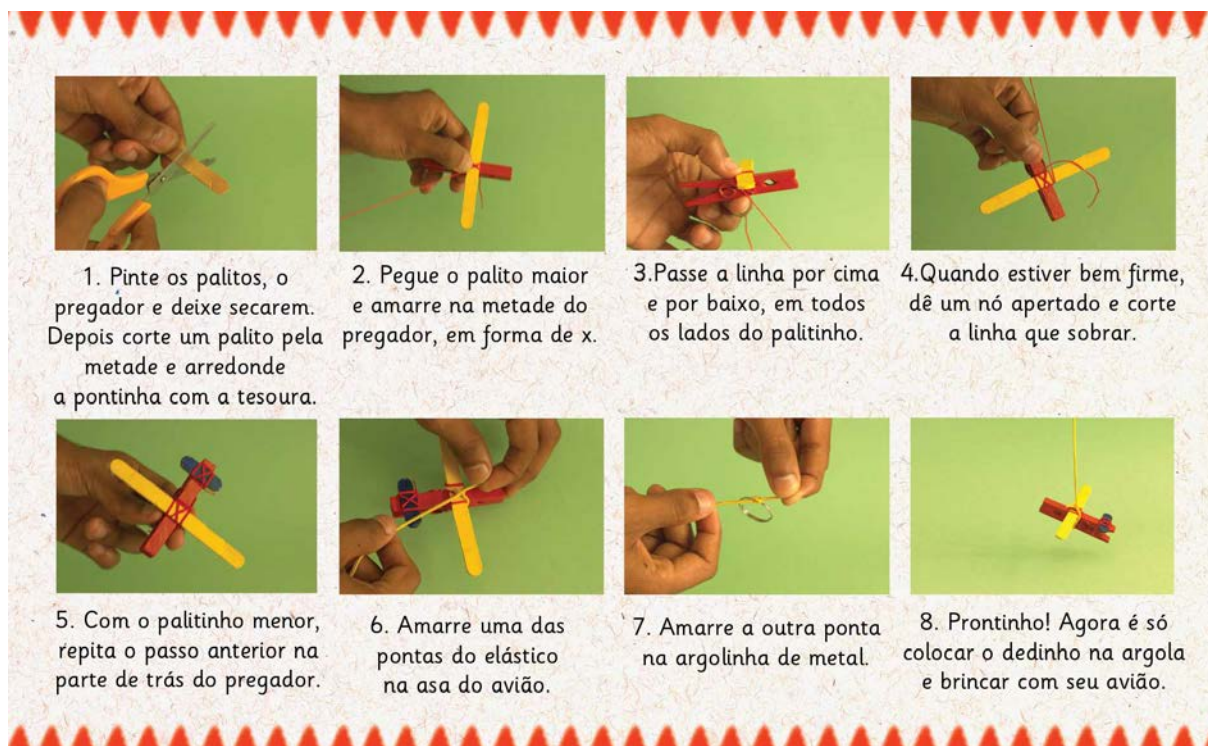 1. Pinte os palitos, o
pregador e deixe secarem.
Depois corte um palito pela
metade e arredonde
a pontinha com a tesoura.
2. Pegue o palito maior
e amarre na metade do
pregador, em forma de x.
3.Passe a linha por cima
e por baixo, em todos
os lados do palitinho.
4.Quando estiver bem firme,
dê um nó apertado e corte
a linha que sobrar.
5. Com o palitinho menor,
repita o passo anterior na
parte de trás do pregador.
6. Amarre uma das
pontas do elástico
na asa do avião.
7. Amarre a outra ponta
na argolinha de metal.
8. Prontinho! Agora é só
colocar o dedinho na argola
e brincar com seu avião.